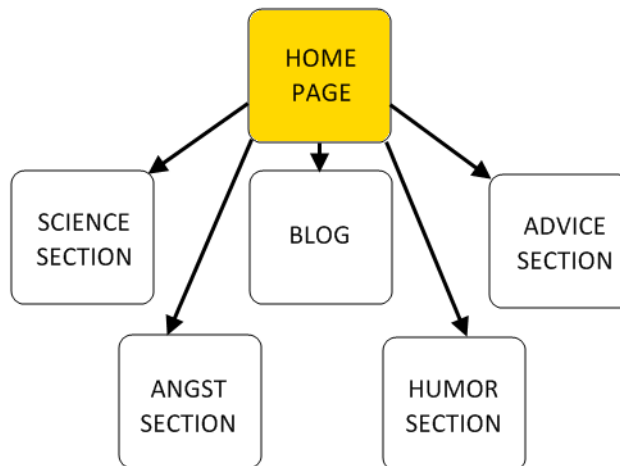 HOME
PAGE
SCIENCE
SECTION
BLOG
ADVICE
SECTION
ANGST
SECTION
HUMOR
SECTION